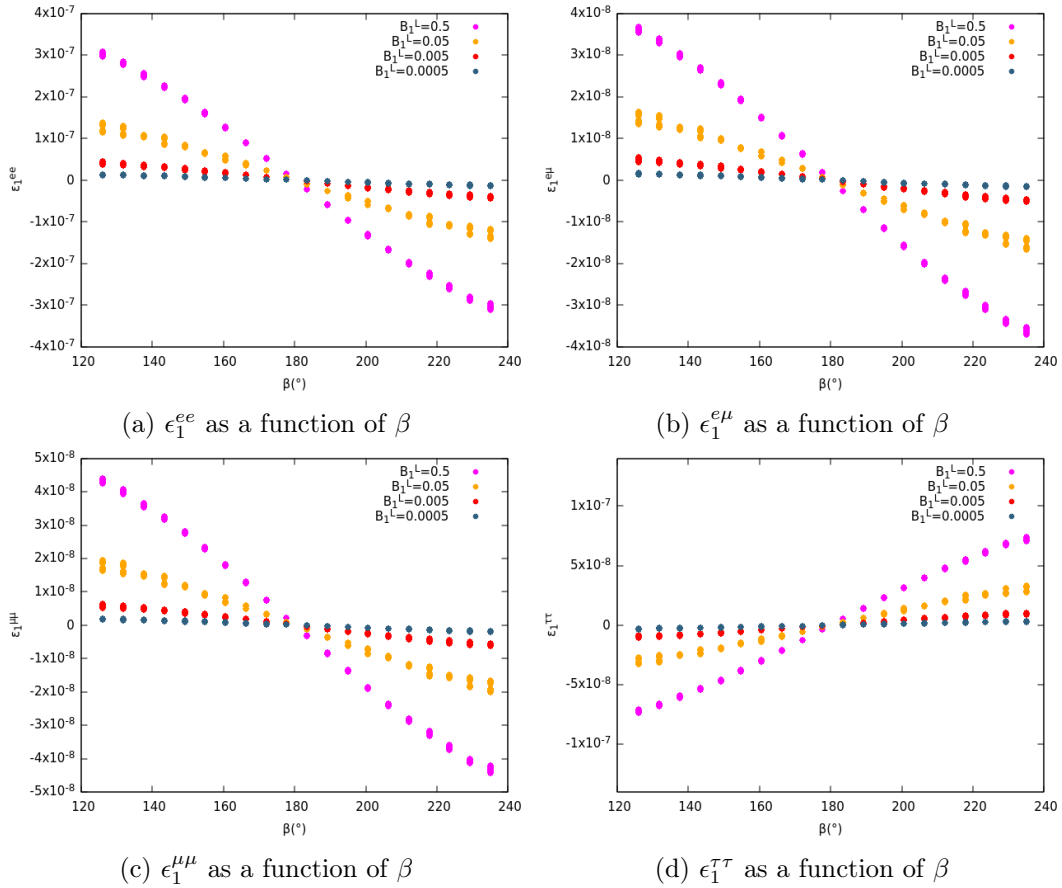 4x10-7
3x10-7
2x10-7
1x10-7
0
-1x10-7
-2x10-7
-3x10-7
-4x10-7
ε1ee
B1L=0.5
B1L=0.05
B1L=0.005
B1L=0.0005
120 140 160 180 200 220 240
β(°)
(a) ϵ1ee as a function of β
4x10-8
3x10-8
2x10-8
1x10-8
0
-1x10-8
-2x10-8
-3x10-8
-4x10-8
ε1eμ
B1L=0.5
B1L=0.05
B1L=0.005
B1L=0.0005
120 140 160 180 200 220 240
β(°)
(b) ϵ1eμ as a function of β
5x10-8
4x10-8
3x10-8
2x10-8
1x10-8
0
-1x10-8
-2x10-8
-3x10-8
-4x10-8
-5x10-8
ε1μμ
B1L=0.5
B1L=0.05
B1L=0.005
B1L=0.0005
120 140 160 180 200 220 240
β(°)
(c) ϵ1μμ as a function of β
1x10-7
5x10-8
0
-5x10-8
-1x10-7
ε1ττ
B1L=0.5
B1L=0.05
B1L=0.005
B1L=0.0005
120 140 160 180 200 220 240
β(°)
(d) ϵ1ττ as a function of β